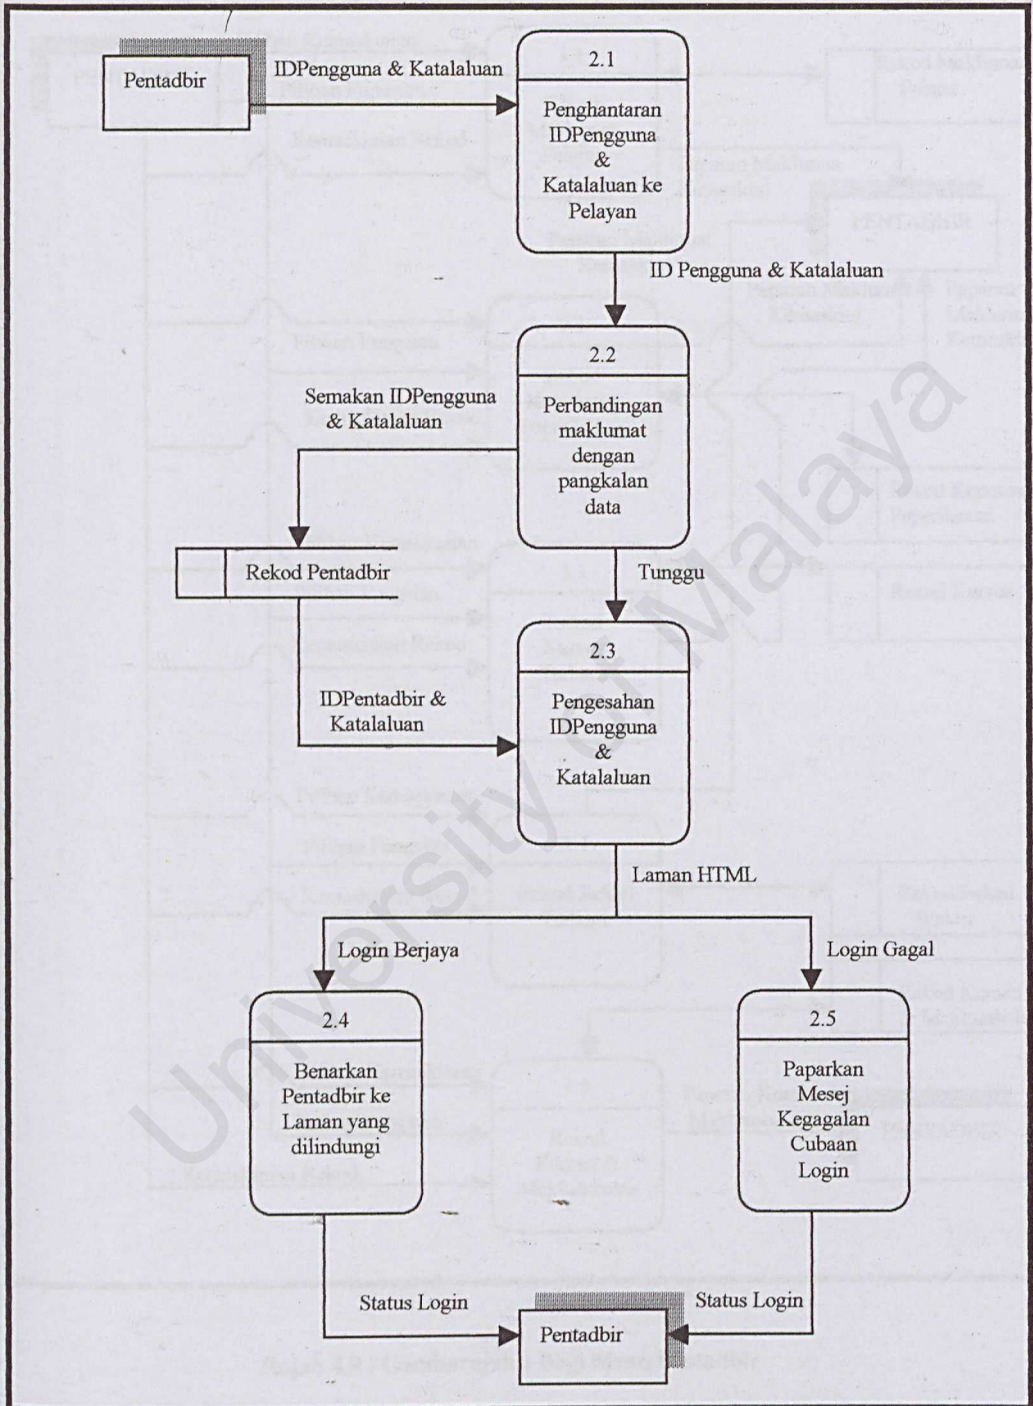 Pentadbir
IDPengguna & Katalaluan
2.1
Penghantaran
IDPengguna
&
Katalaluan ke
Pelayan
ID Pengguna & Katalaluan
2.2
Perbandingan
maklumat
dengan
pangkalan
data
Semakan IDPengguna
& Katalaluan
Rekod Pentadbir
Tunggu
2.3
Pengesahan
IDPengguna
&
Katalaluan
IDPentadbir &
Katalaluan
Laman HTML
Login Berjaya
Login Gagal
2.4
Benarkan
Pentadbir ke
Laman yang
dilindungi
2.5
Paparkan
Mesej
Kegagalan
Cubaan
Login
Status Login
Status Login
Pentadbir
University of Malaya